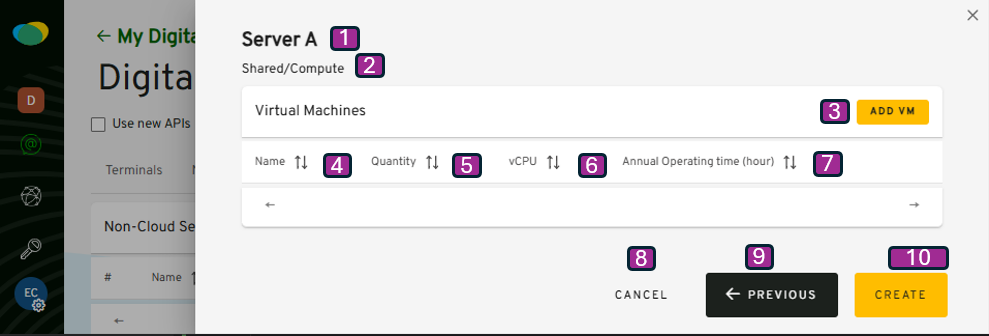 D
EC
← My Digita
Digita
Use new APIs
Terminals
Non-Cloud Se
# Name
←
×
Server A 1
Shared/Compute 2
Virtual Machines 3 ADD VM
Name 4 Quantity 5 vCPU 6 Annual Operating time (hour) 7
← →
8 9 10
CANCEL ← PREVIOUS CREATE